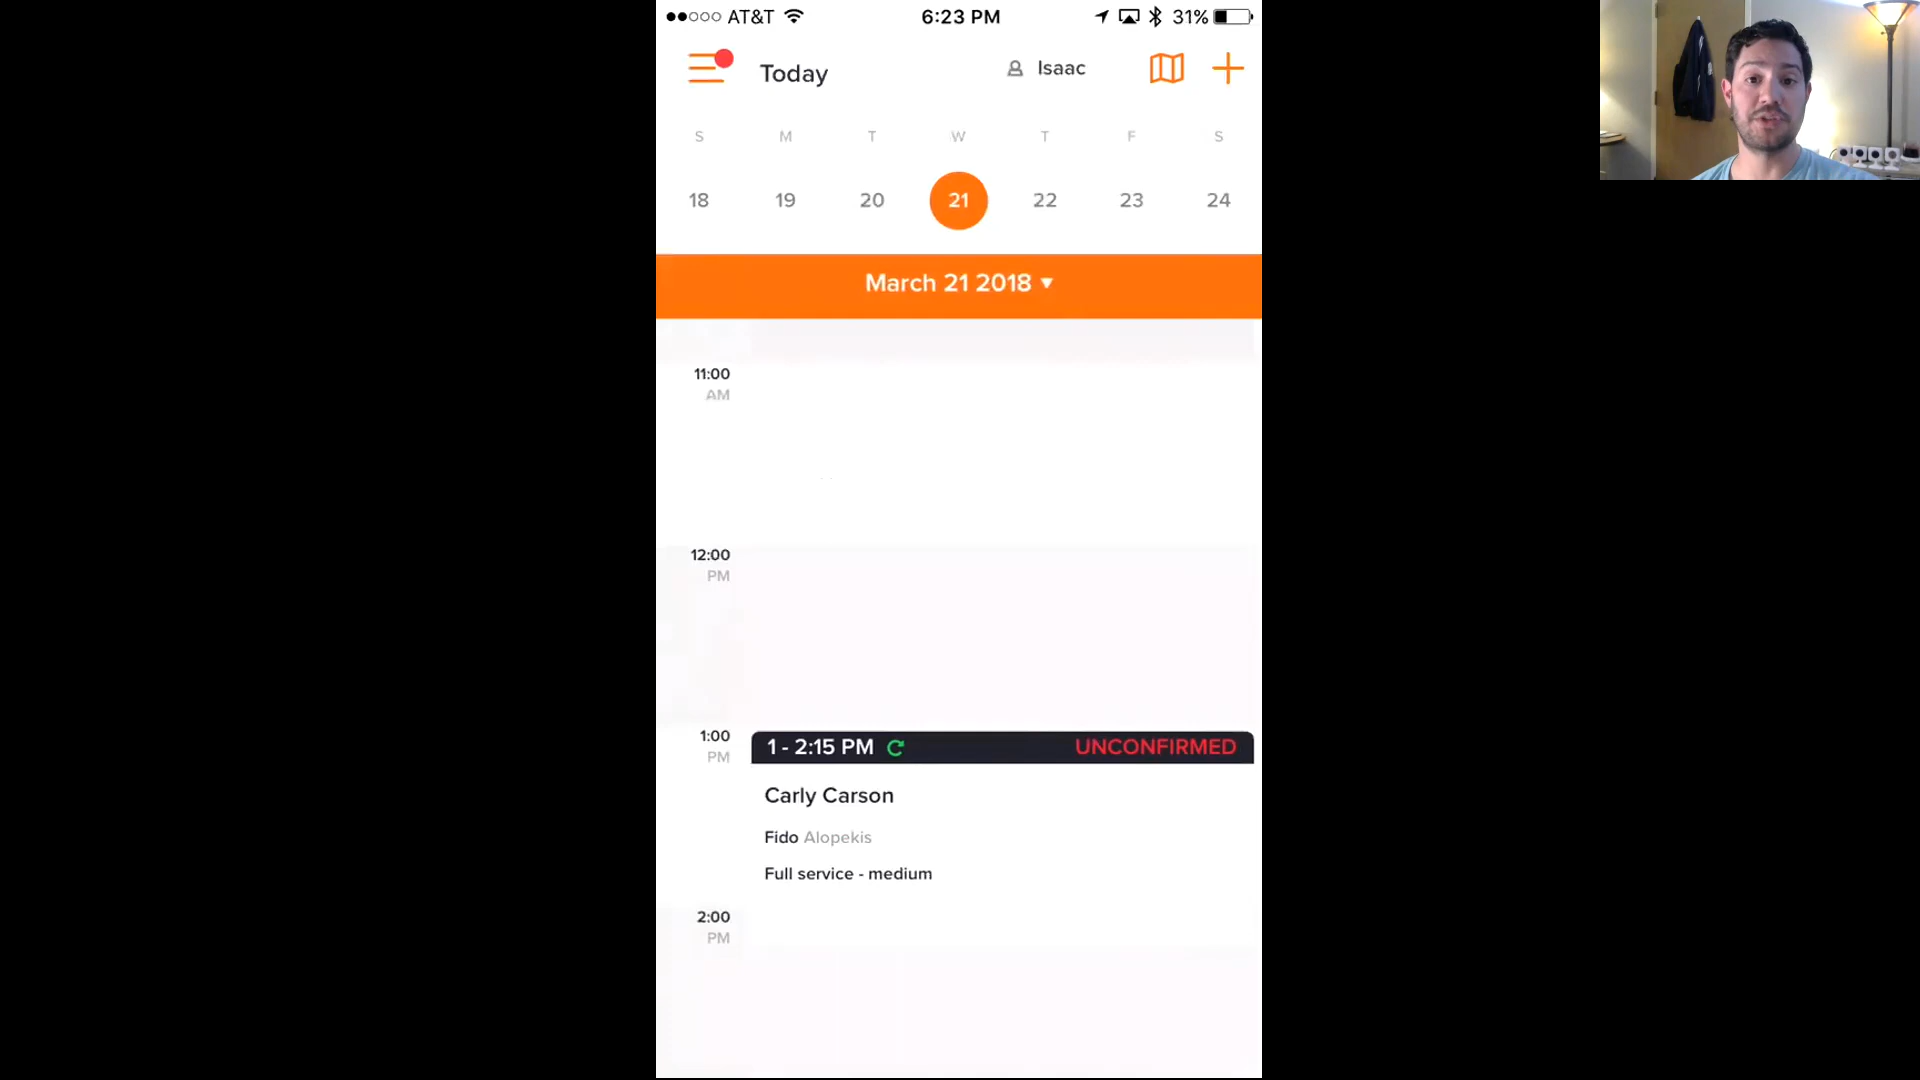 AT&T 6:23 PM 31%
Today Isaac
S M T W T F S
18 19 20 21 22 23 24
March 21 2018
11:00
AM
12:00
PM
1:00
PM
1 - 2:15 PM UNCONFIRMED
Carly Carson
Fido Alopekis
Full service - medium
2:00
PM